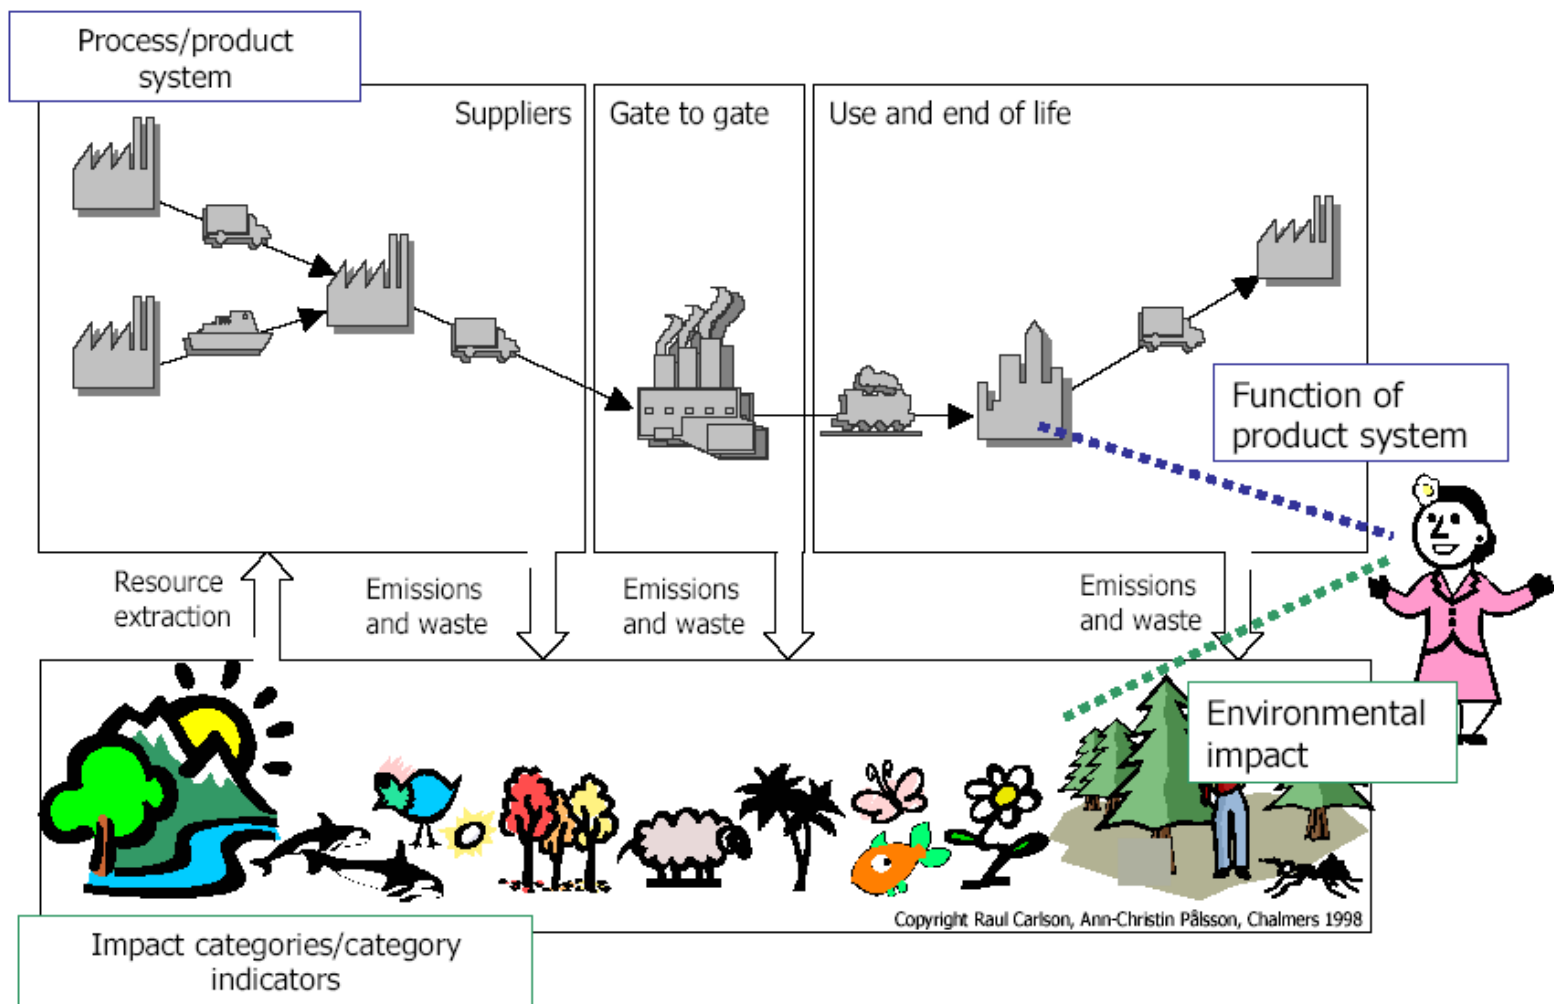 Process/product
system
Suppliers
Gate to gate
Use and end of life
Function of
product system
Resource
extraction
Emissions
and waste
Emissions
and waste
Emissions
and waste
Environmental
impact
Copyright Raul Carlson, Ann-Christin Pålsson, Chalmers 1998
Impact categories/category
indicators